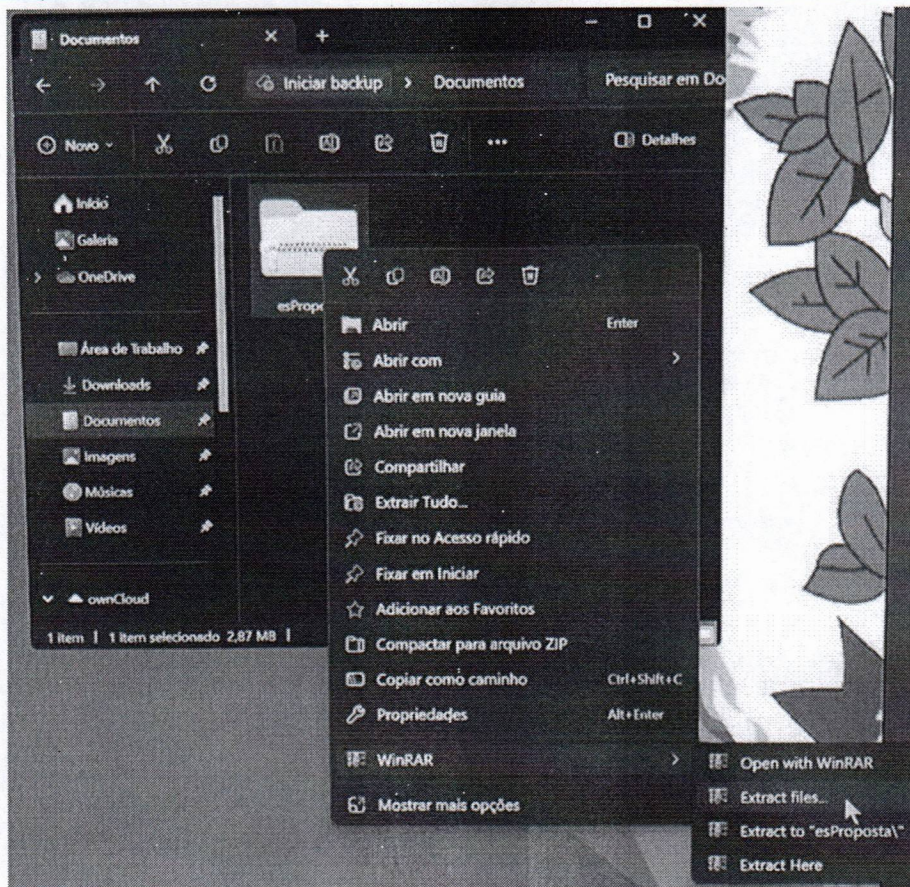 Documentos
Iniciar backup > Documentos
Pesquisar em Do
Novo
Detalhes
Início
Galeria
OneDrive
Área de Trabalho
Downloads
Documentos
Imagens
Músicas
Vídeos
ownCloud
1 item | 1 item selecionado 2,87 MB |
esPropo
Abrir Enter
Abrir com
Abrir em nova guia
Abrir em nova janela
Compartilhar
Extrair Tudo...
Fixar no Acesso rápido
Fixar em Iniciar
Adicionar aos Favoritos
Compactar para arquivo ZIP
Copiar como caminho Ctrl+Shift+C
Propriedades Alt+Enter
WinRAR
Mostrar mais opções
Open with WinRAR
Extract files...
Extract to "esProposta\"
Extract Here